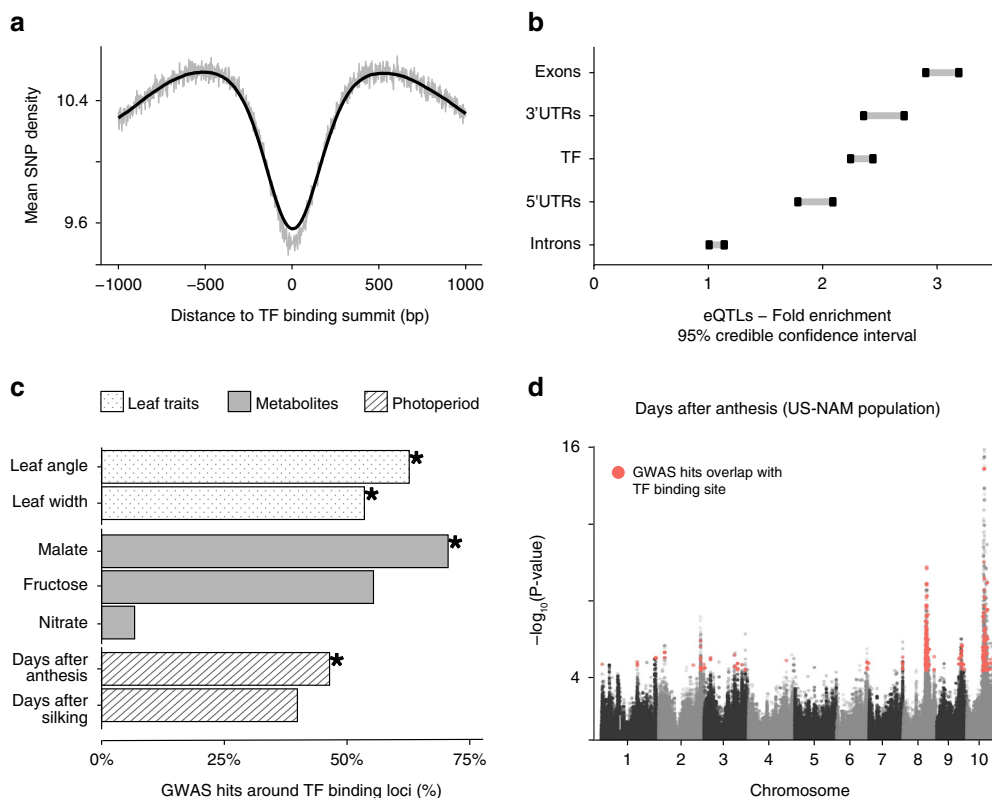 a
Mean SNP density
10.4
9.6
−1000
−500
0
500
1000
Distance to TF binding summit (bp)
b
Exons
3'UTRs
TF
5'UTRs
Introns
0
1
2
3
eQTLs – Fold enrichment
95% credible confidence interval
c
Leaf traits
Metabolites
Photoperiod
Leaf angle
*
Leaf width
*
Malate
*
Fructose
Nitrate
Days after
anthesis
*
Days after
silking
0%
25%
50%
75%
GWAS hits around TF binding loci (%)
d
Days after anthesis (US-NAM population)
16
GWAS hits overlap with
TF binding site
−log10(P-value)
4
1
2
3
4
5
6
7
8
9
10
Chromosome